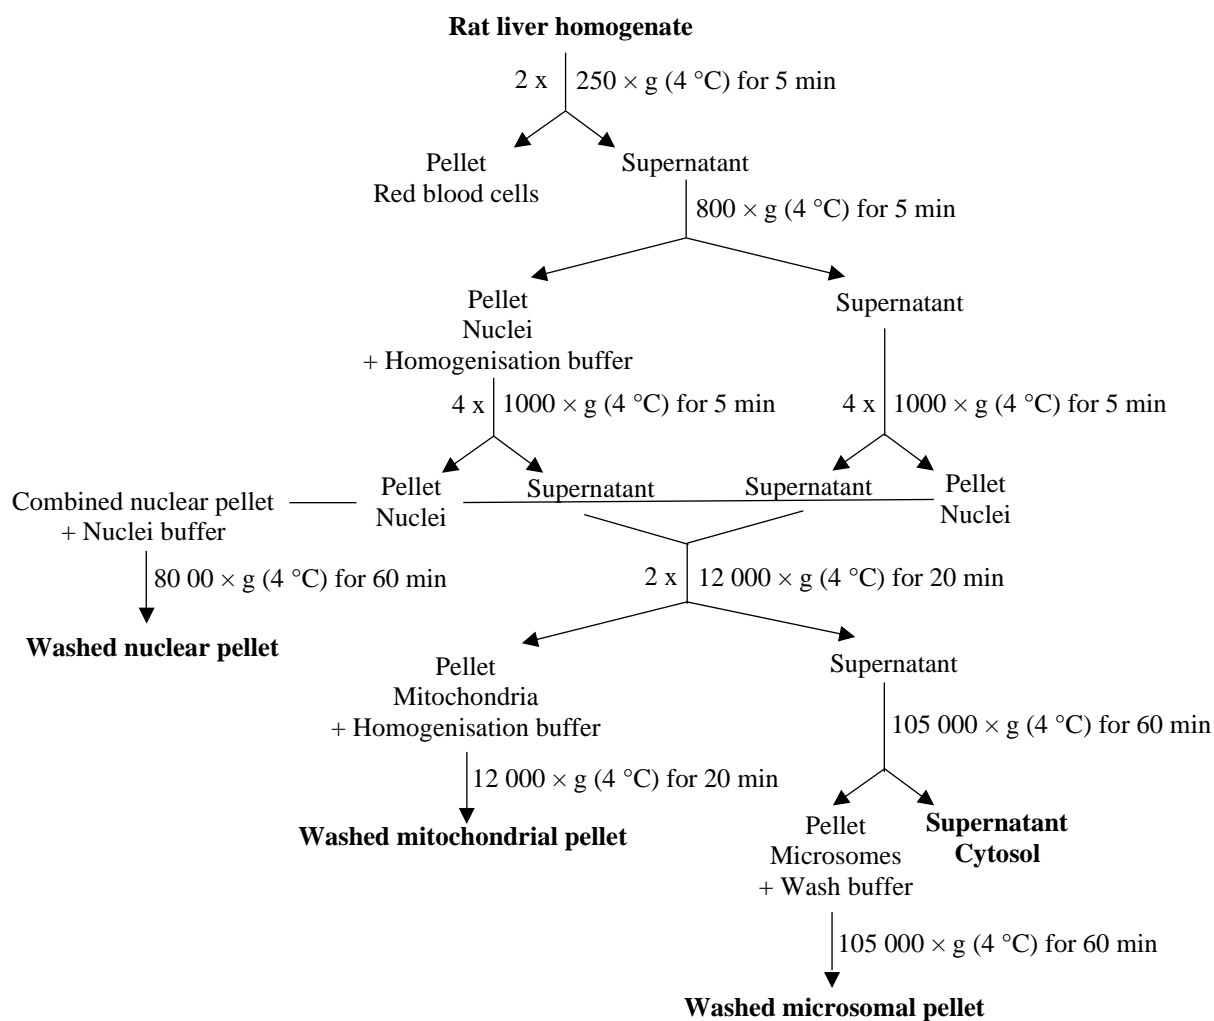 Rat liver homogenate
2 x 250 × g (4 °C) for 5 min
Pellet
Red blood cells
Supernatant
800 × g (4 °C) for 5 min
Pellet
Nuclei
+ Homogenisation buffer
Supernatant
4 x 1000 × g (4 °C) for 5 min
4 x 1000 × g (4 °C) for 5 min
Combined nuclear pellet
+ Nuclei buffer
Pellet
Nuclei
Supernatant
Supernatant
Pellet
Nuclei
80 00 × g (4 °C) for 60 min
2 x 12 000 × g (4 °C) for 20 min
Washed nuclear pellet
Pellet
Mitochondria
+ Homogenisation buffer
Supernatant
105 000 × g (4 °C) for 60 min
12 000 × g (4 °C) for 20 min
Washed mitochondrial pellet
Pellet
Microsomes
+ Wash buffer
Supernatant
Cytosol
105 000 × g (4 °C) for 60 min
Washed microsomal pellet